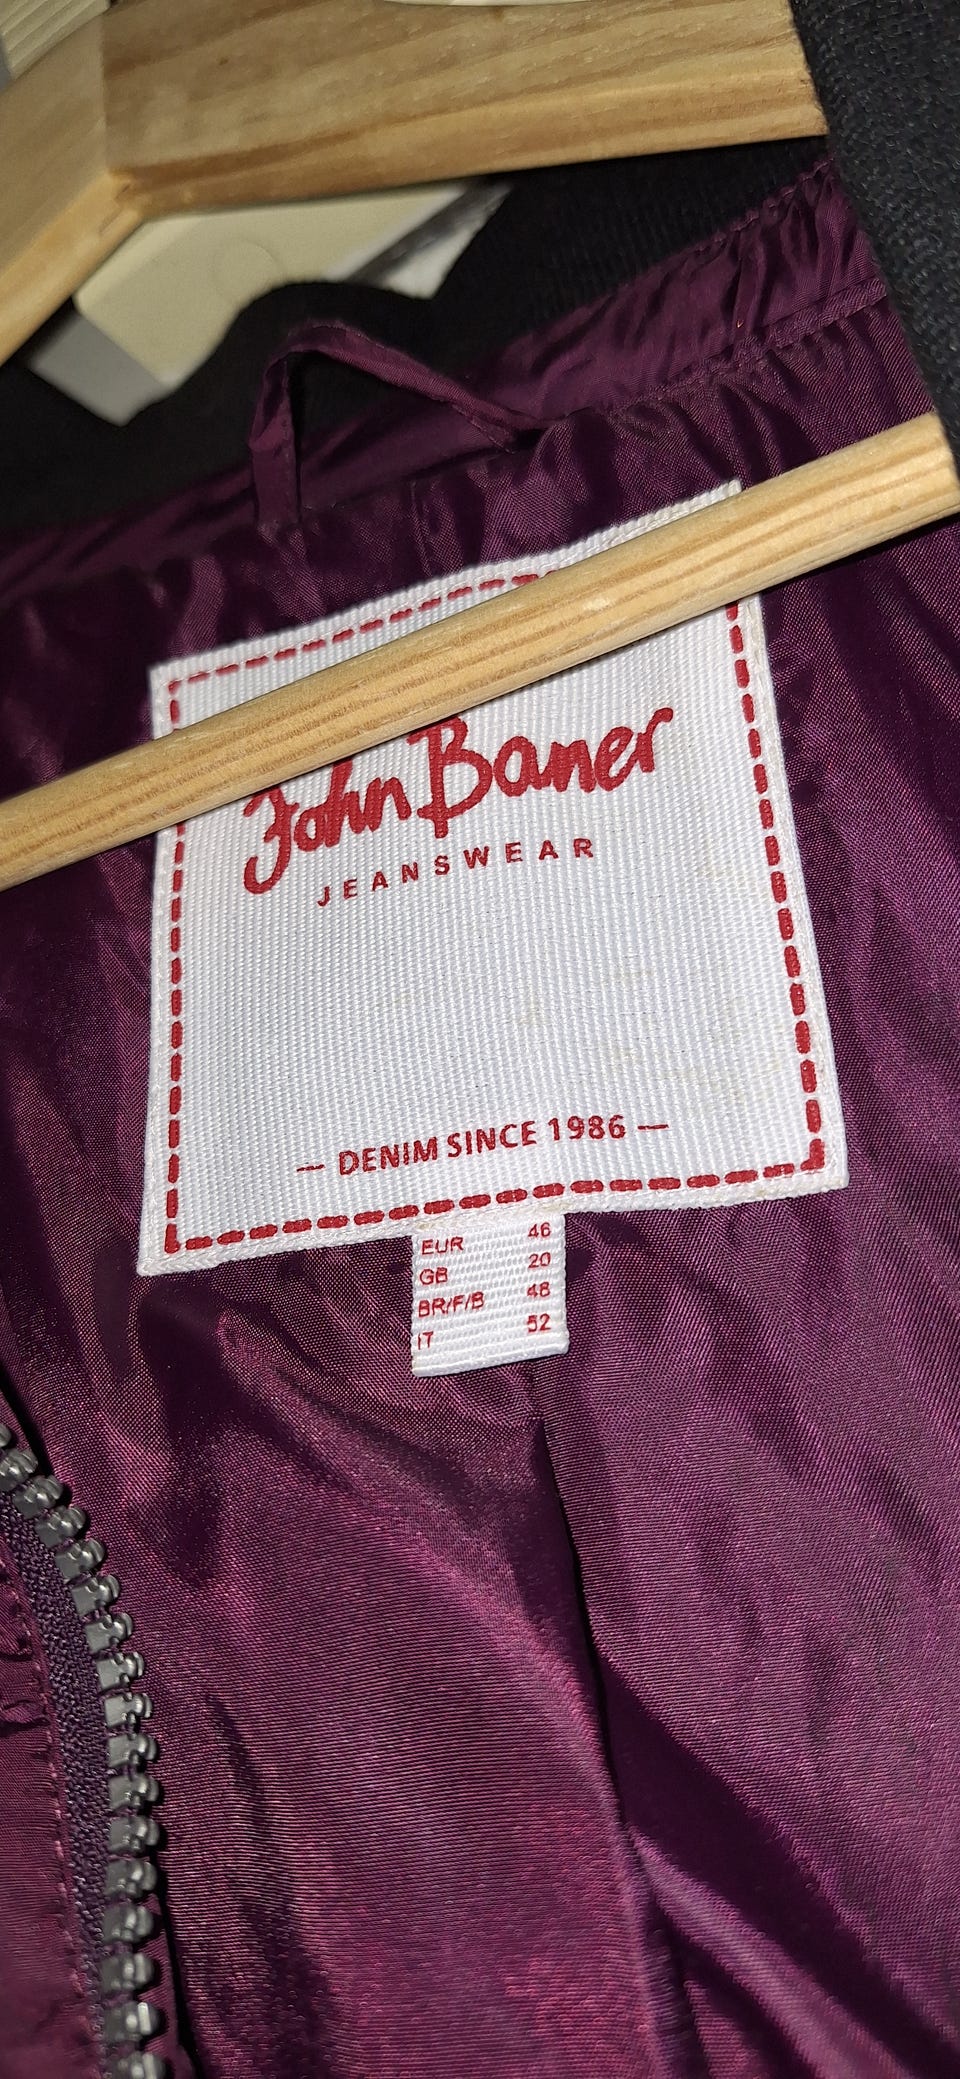 John Baner
JEANSWEAR
— DENIM SINCE 1986 —
EUR 46
GB 20
BR/F/B 48
IT 52